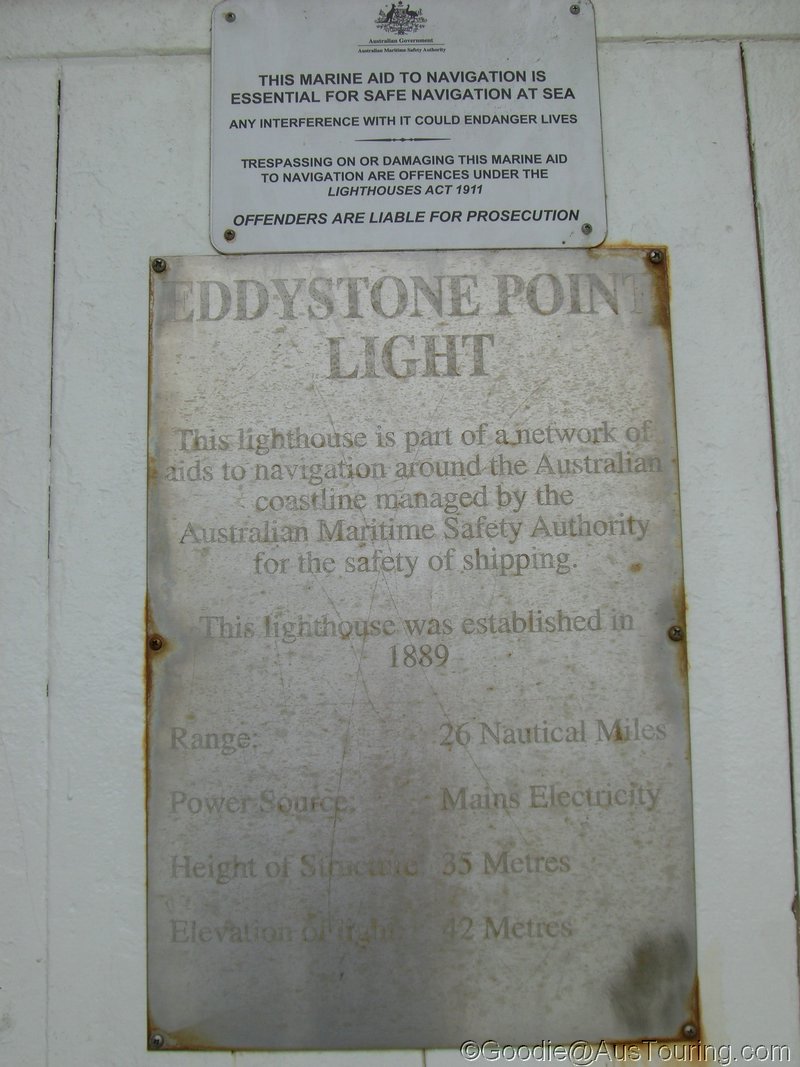 Australian Government
Australian Maritime Safety Authority
THIS MARINE AID TO NAVIGATION IS
ESSENTIAL FOR SAFE NAVIGATION AT SEA
ANY INTERFERENCE WITH IT COULD ENDANGER LIVES
TRESPASSING ON OR DAMAGING THIS MARINE AID
TO NAVIGATION ARE OFFENCES UNDER THE
LIGHTHOUSES ACT 1911
OFFENDERS ARE LIABLE FOR PROSECUTION
EDDYSTONE POINT
LIGHT
This lighthouse is part of a network of
aids to navigation around the Australian
coastline managed by the
Australian Maritime Safety Authority
for the safety of shipping.
This lighthouse was established in
1889
Range: 26 Nautical Miles
Power Source: Mains Electricity
Height of Structure 35 Metres
Elevation of light 42 Metres
©Goodie@AusTouring.com